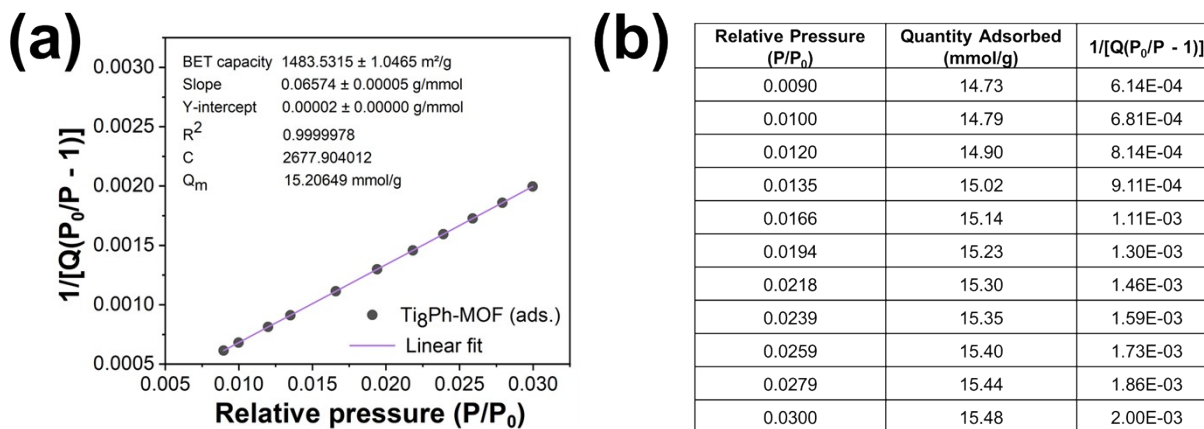 (a)
BET capacity 1483.5315 ± 1.0465 m²/g
Slope 0.06574 ± 0.00005 g/mmol
Y-intercept 0.00002 ± 0.00000 g/mmol
R² 0.9999978
C 2677.904012
Qₘ 15.20649 mmol/g
1/[Q(P₀/P - 1)]
0.0030
0.0025
0.0020
0.0015
0.0010
0.0005
Ti₈Ph-MOF (ads.)
Linear fit
0.005 0.010 0.015 0.020 0.025 0.030
Relative pressure (P/P₀)
(b)
Relative Pressure (P/P₀) Quantity Adsorbed (mmol/g) 1/[Q(P₀/P - 1)]
0.0090 14.73 6.14E-04
0.0100 14.79 6.81E-04
0.0120 14.90 8.14E-04
0.0135 15.02 9.11E-04
0.0166 15.14 1.11E-03
0.0194 15.23 1.30E-03
0.0218 15.30 1.46E-03
0.0239 15.35 1.59E-03
0.0259 15.40 1.73E-03
0.0279 15.44 1.86E-03
0.0300 15.48 2.00E-03